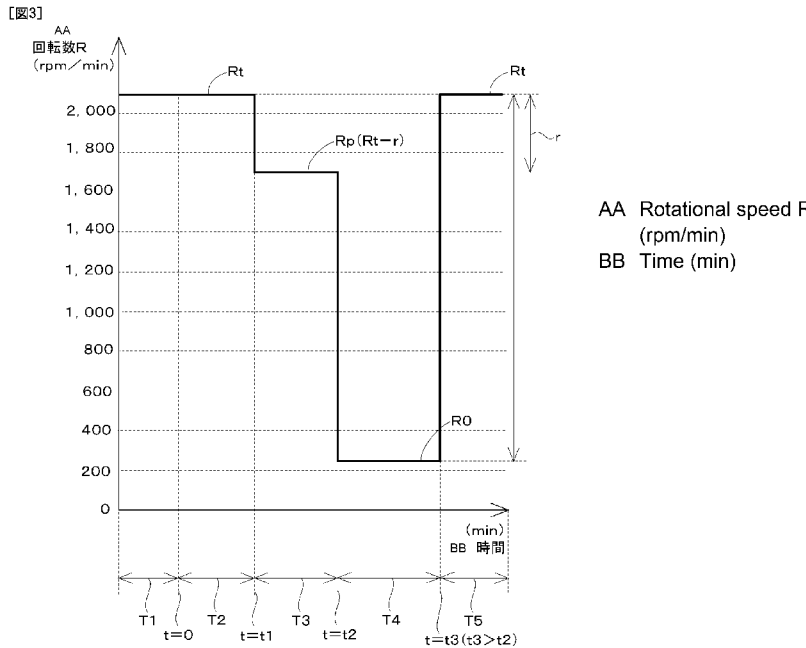 [図3]
AA
回転数R
(rpm/min)
Rt
Rt
2,000
1,800
Rp(Rt-r)
r
1,600
1,400
1,200
1,000
800
600
400
R0
200
0
(min)
BB 時間
T1
T2
T3
T4
T5
t=0
t=t1
t=t2
t=t3(t3>t2)
AA Rotational speed R
(rpm/min)
BB Time (min)